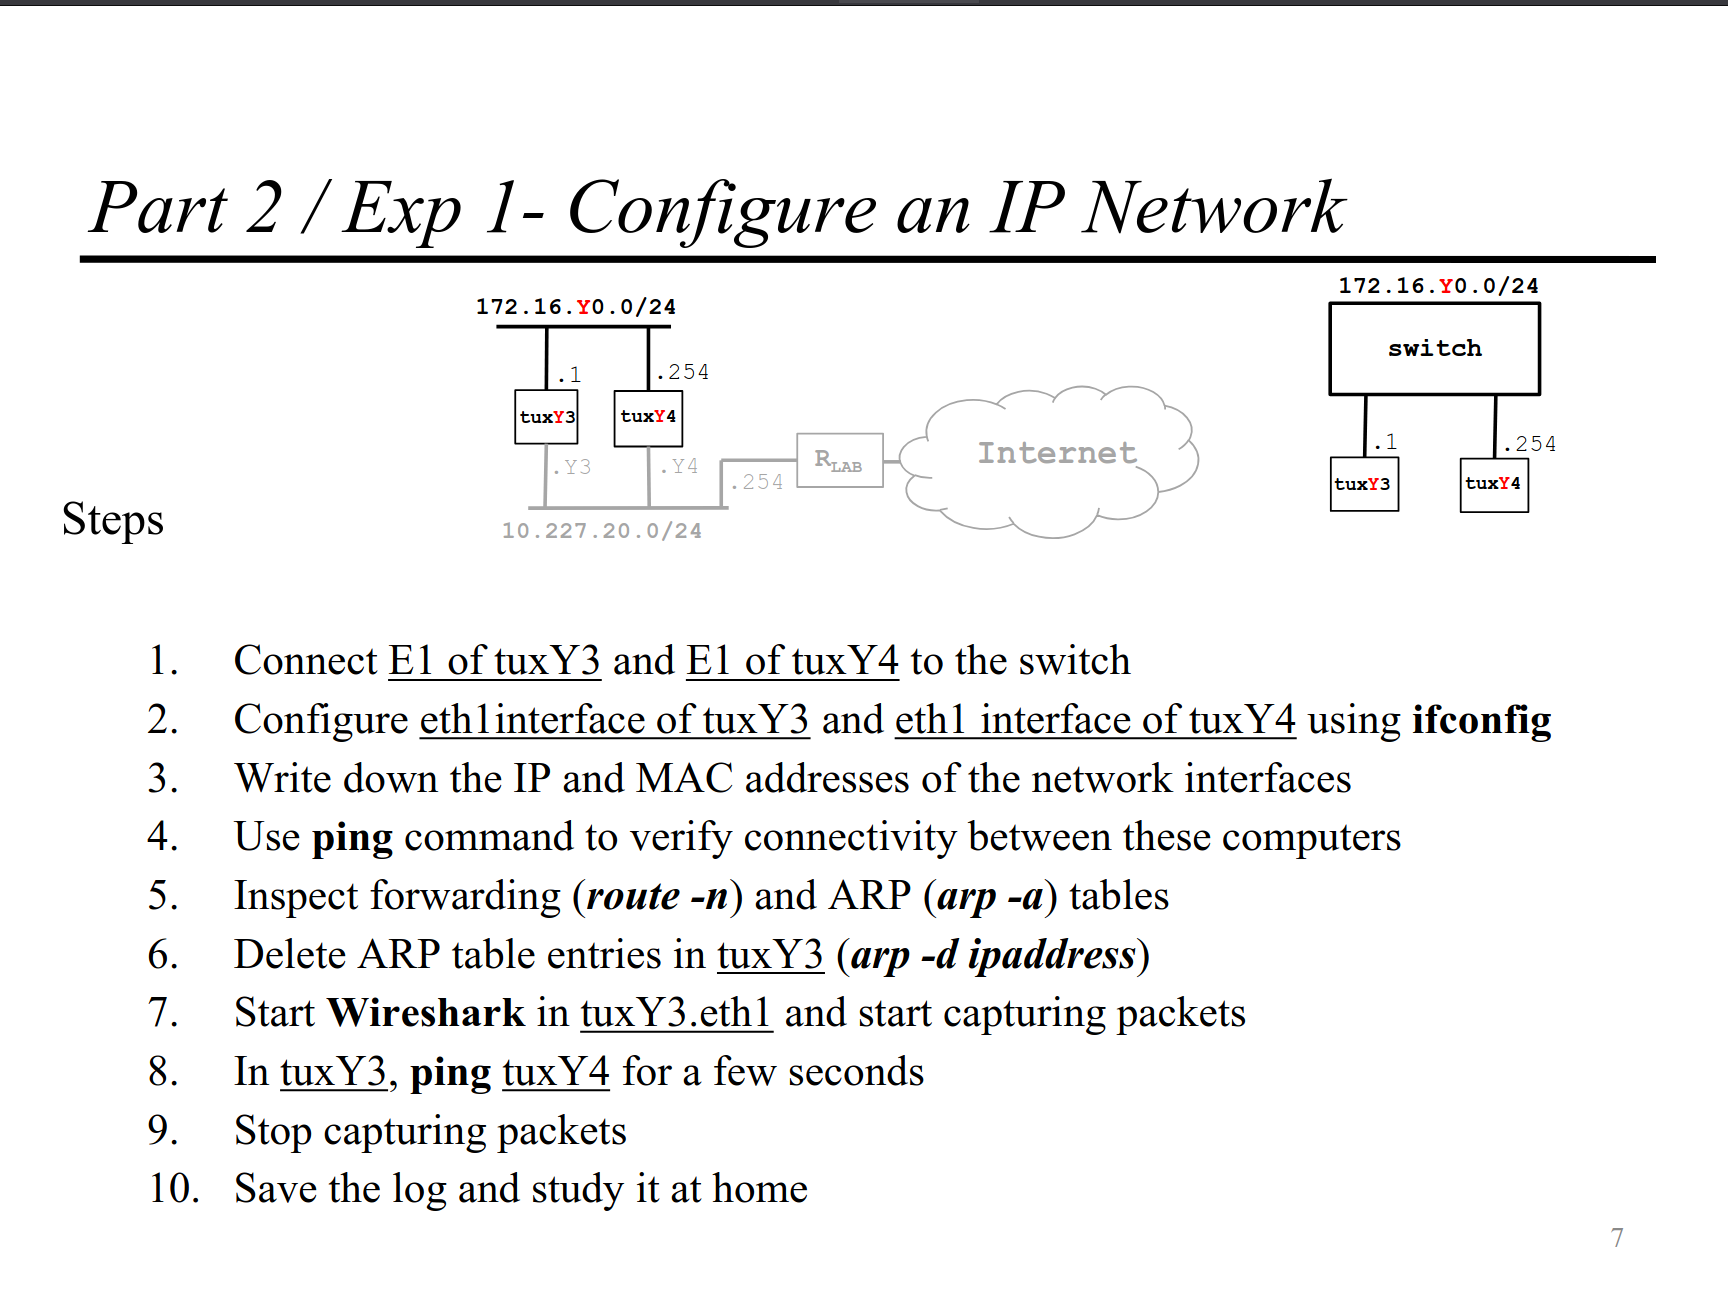 Part 2 / Exp 1- Configure an IP Network
172.16.Y0.0/24
.1
.254
tuxY3
tuxY4
.Y3
.Y4
.254
RLAB
Internet
10.227.20.0/24
172.16.Y0.0/24
switch
.1
.254
tuxY3
tuxY4
Steps
1. Connect E1 of tuxY3 and E1 of tuxY4 to the switch
2. Configure eth1interface of tuxY3 and eth1 interface of tuxY4 using ifconfig
3. Write down the IP and MAC addresses of the network interfaces
4. Use ping command to verify connectivity between these computers
5. Inspect forwarding (route -n) and ARP (arp -a) tables
6. Delete ARP table entries in tuxY3 (arp -d ipaddress)
7. Start Wireshark in tuxY3.eth1 and start capturing packets
8. In tuxY3, ping tuxY4 for a few seconds
9. Stop capturing packets
10. Save the log and study it at home
7